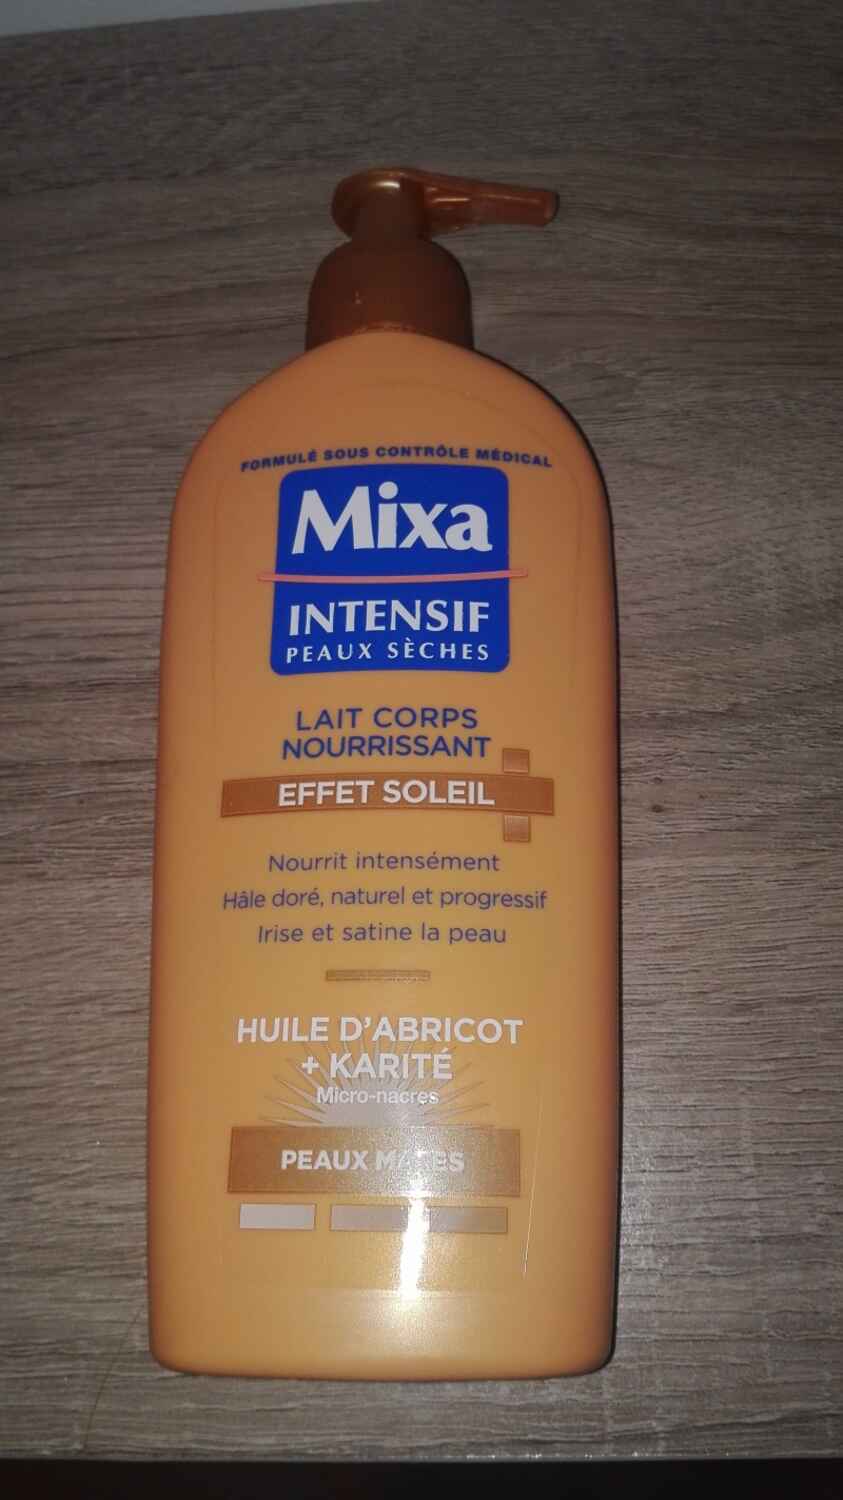 FORMULÉ SOUS CONTRÔLE MÉDICAL
Mixa
INTENSIF
PEAUX SÈCHES
LAIT CORPS
NOURRISSANT
EFFET SOLEIL
Nourrit intensément
Hâle doré, naturel et progressif
Irise et satine la peau
HUILE D'ABRICOT
+ KARITÉ
Micro-nacres
PEAUX